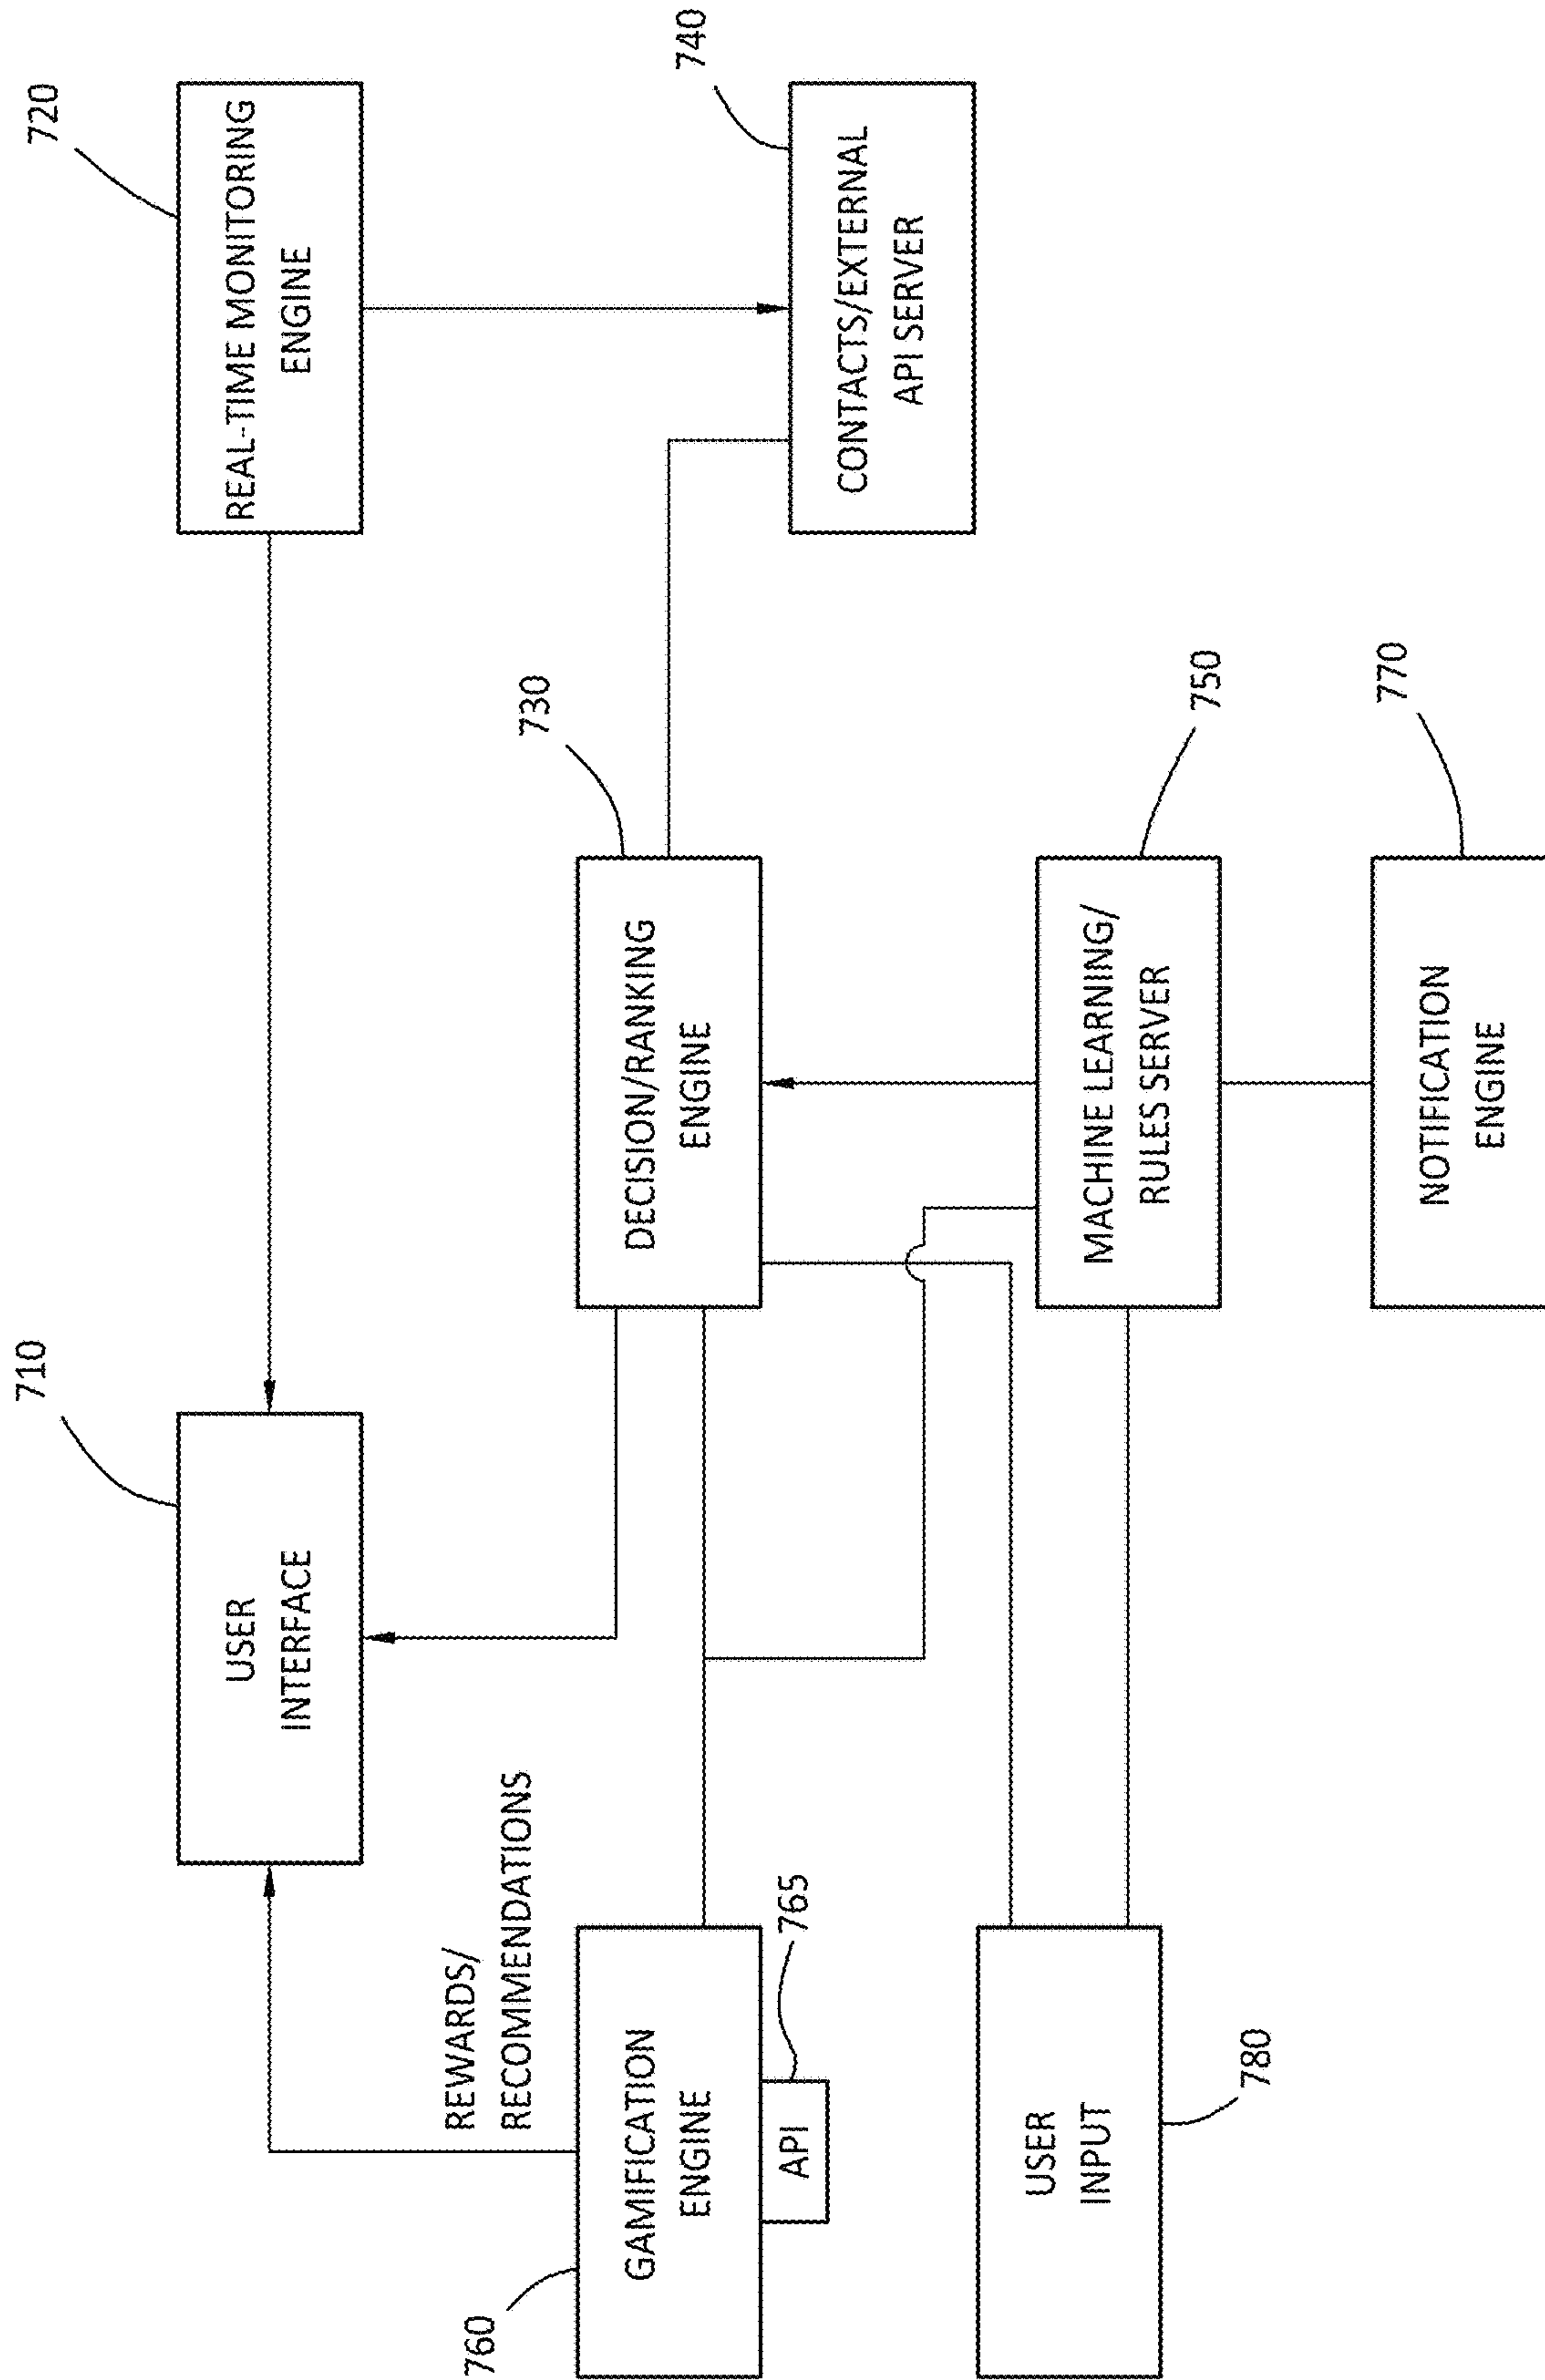 710
USER
INTERFACE
720
REAL-TIME MONITORING
ENGINE
REWARDS/
RECOMMENDATIONS
760
GAMIFICATION
ENGINE
API
765
730
DECISION/RANKING
ENGINE
740
CONTACTS/EXTERNAL
API SERVER
USER
INPUT
780
750
MACHINE LEARNING/
RULES SERVER
770
NOTIFICATION
ENGINE